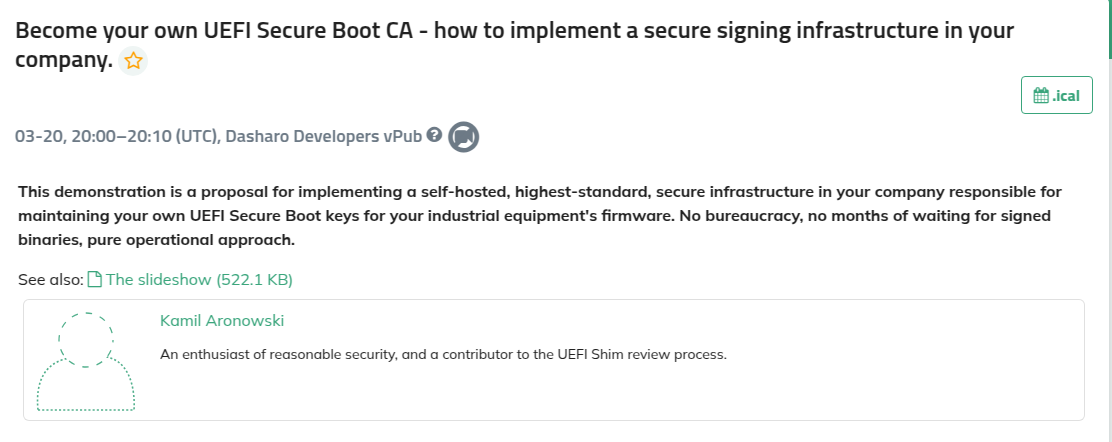 Become your own UEFI Secure Boot CA - how to implement a secure signing infrastructure in your
company.
.ical
03-20, 20:00–20:10 (UTC), Dasharo Developers vPub ?
This demonstration is a proposal for implementing a self-hosted, highest-standard, secure infrastructure in your company responsible for
maintaining your own UEFI Secure Boot keys for your industrial equipment's firmware. No bureaucracy, no months of waiting for signed
binaries, pure operational approach.
See also: The slideshow (522.1 KB)
Kamil Aronowski
An enthusiast of reasonable security, and a contributor to the UEFI Shim review process.